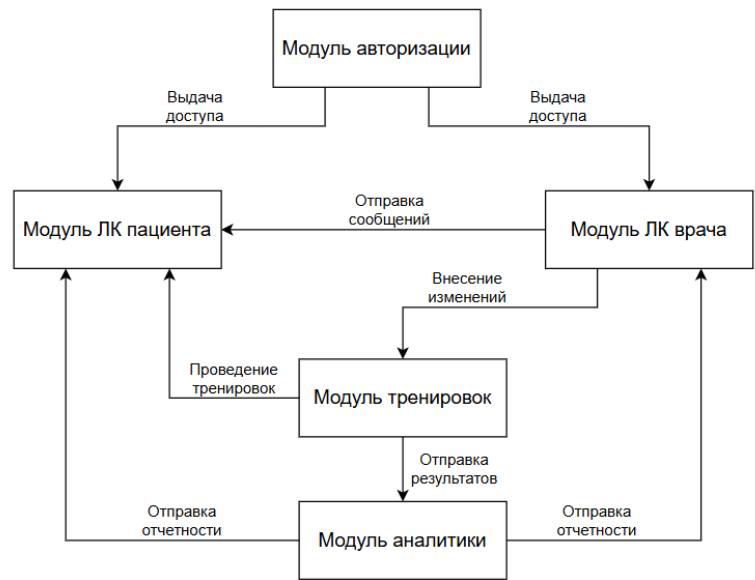 Модуль авторизации
Выдача
доступа
Выдача
доступа
Модуль ЛК пациента
Отправка
сообщений
Модуль ЛК врача
Внесение
изменений
Проведение
тренировок
Модуль тренировок
Отправка
результатов
Отправка
отчетности
Модуль аналитики
Отправка
отчетности